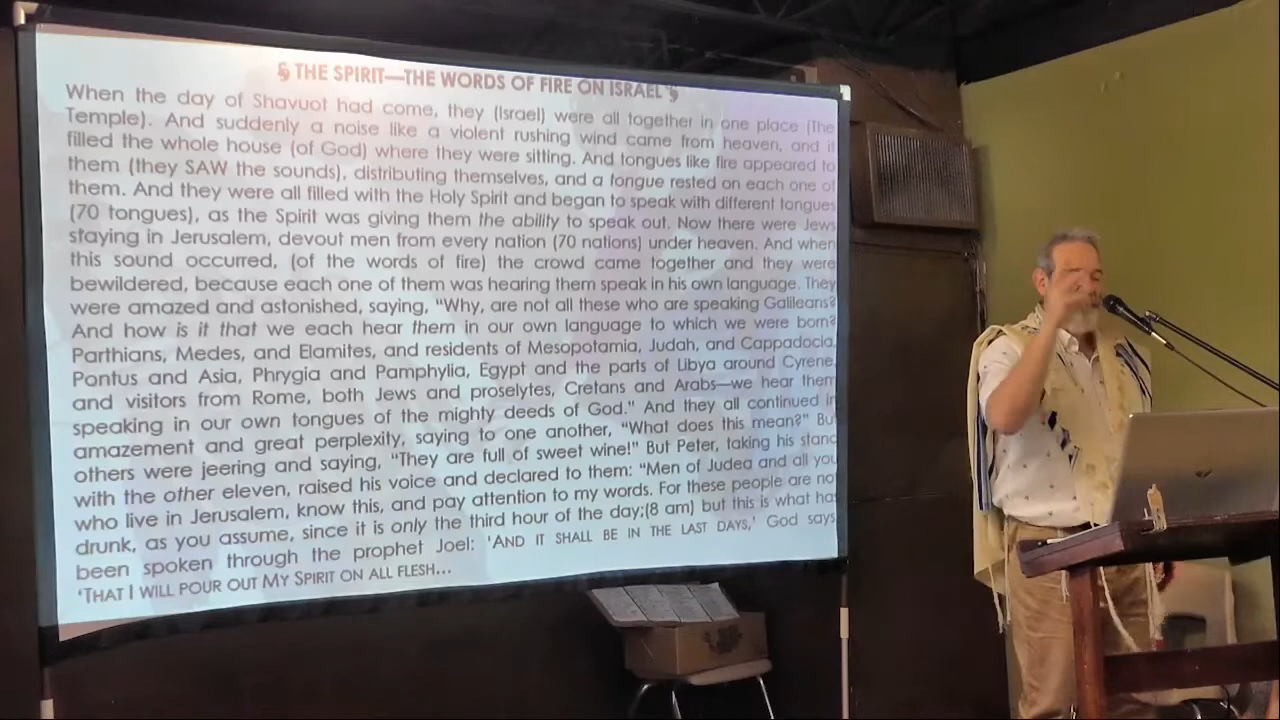 THE SPIRIT—THE WORDS OF FIRE ON ISRAEL
When the day of Shavuot had come, they (Israel) were all together in one place (The
Temple). And suddenly a noise like a violent rushing wind came from heaven, and it
filled the whole house (of God) where they were sitting. And tongues like fire appeared to
them (they SAW the sounds), distributing themselves, and a tongue rested on each one of
them. And they were all filled with the Holy Spirit and began to speak with different tongues
(70 tongues), as the Spirit was giving them the ability to speak out. Now there were Jews
staying in Jerusalem, devout men from every nation (70 nations) under heaven. And when
this sound occurred, (of the words of fire) the crowd came together and they were
bewildered, because each one of them was hearing them speak in his own language. They
were amazed and astonished, saying, “Why, are not all these who are speaking Galileans?
And how is it that we each hear them in our own language to which we were born?
Parthians, Medes, and Elamites, and residents of Mesopotamia, Judah, and Cappadocia,
Pontus and Asia, Phrygia and Pamphylia, Egypt and the parts of Libya around Cyrene,
and visitors from Rome, both Jews and proselytes, Cretans and Arabs—we hear them
speaking in our own tongues of the mighty deeds of God.” And they all continued in
amazement and great perplexity, saying to one another, “What does this mean?” Bu
others were jeering and saying, “They are full of sweet wine!” But Peter, taking his stand
with the other eleven, raised his voice and declared to them: “Men of Judea and all you
who live in Jerusalem, know this, and pay attention to my words. For these people are not
drunk, as you assume, since it is only the third hour of the day;(8 am) but this is what has
been spoken through the prophet Joel: ‘AND IT SHALL BE IN THE LAST DAYS,’ God says
‘THAT I WILL POUR OUT MY SPIRIT ON ALL FLESH…